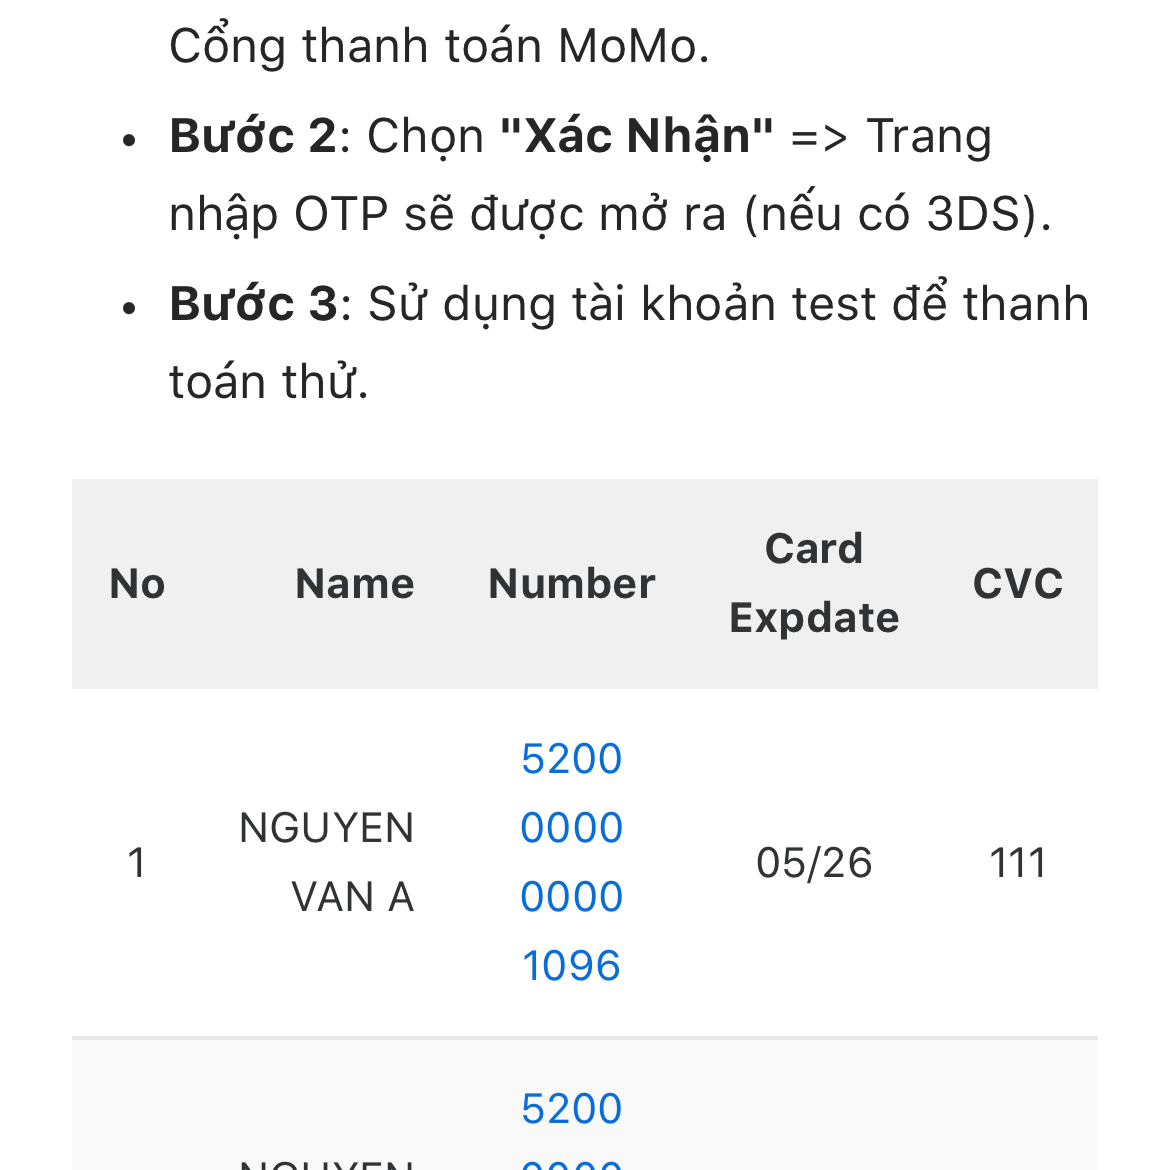 Cổng thanh toán MoMo.
• Bước 2: Chọn "Xác Nhận" => Trang
nhập OTP sẽ được mở ra (nếu có 3DS).
• Bước 3: Sử dụng tài khoản test để thanh
toán thử.
No Name Number Card Expdate CVC
1 NGUYEN VAN A 5200 0000 0000 1096 05/26 111
5200
NGUYEN 0000